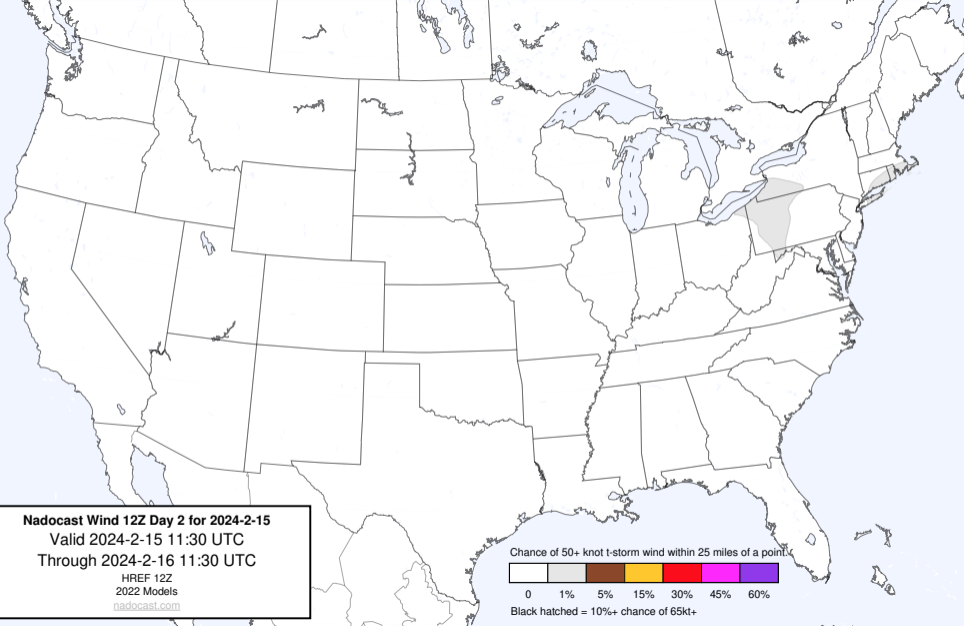 Nadocast Wind 12Z Day 2 for 2024-2-15
Valid 2024-2-15 11:30 UTC
Through 2024-2-16 11:30 UTC
HREF 12Z
2022 Models
nadocast.com
Chance of 50+ knot t-storm wind within 25 miles of a point.
0 1% 5% 15% 30% 45% 60%
Black hatched = 10%+ chance of 65kt+